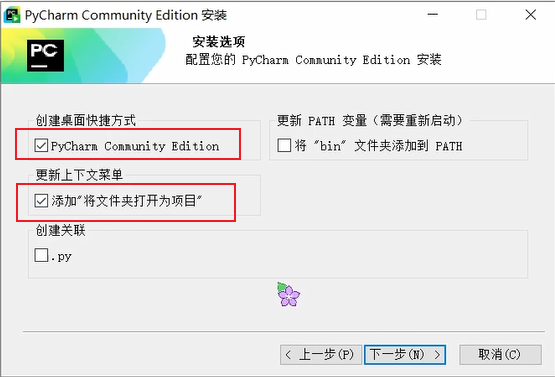 PyCharm Community Edition 安装
PC
安装选项
配置您的 PyCharm Community Edition 安装
创建桌面快捷方式
PyCharm Community Edition
更新 PATH 变量（需要重新启动）
将 "bin" 文件夹添加到 PATH
更新上下文菜单
添加"将文件夹打开为项目"
创建关联
.py
< 上一步(P)
下一步(N) >
取消(C)